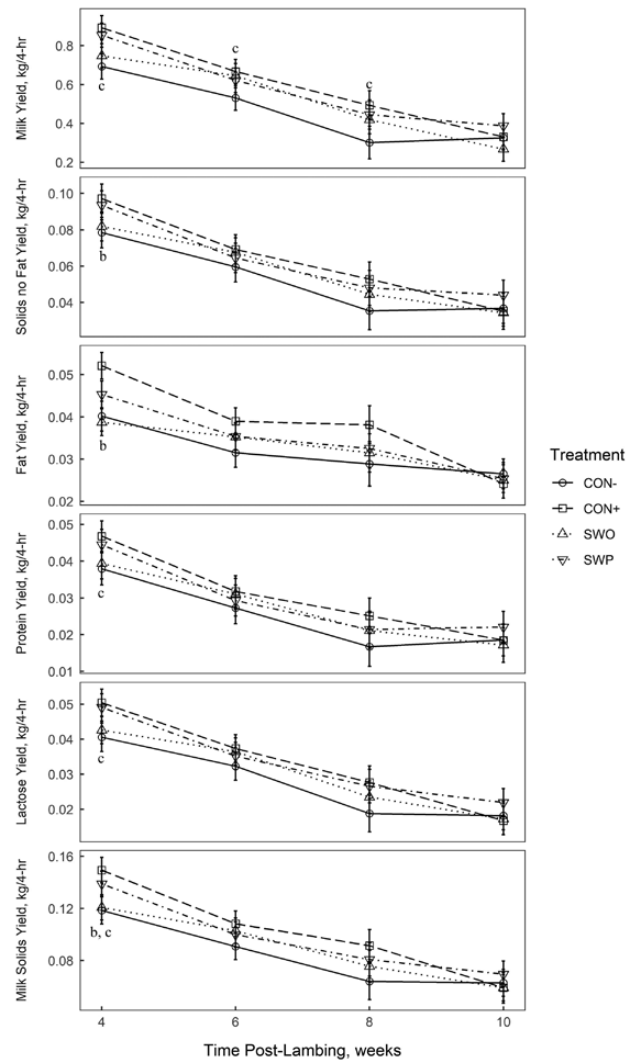 Milk Yield, kg/4-hr
0.8
0.6
0.4
0.2
c
c
c
Solids no Fat Yield, kg/4-hr
0.10
0.08
0.06
0.04
b
Fat Yield, kg/4-hr
0.05
0.04
0.03
0.02
b
Protein Yield, kg/4-hr
0.05
0.04
0.03
0.02
0.01
c
Lactose Yield, kg/4-hr
0.05
0.04
0.03
0.02
c
Milk Solids Yield, kg/4-hr
0.16
0.12
0.08
b, c
4 6 8 10
Time Post-Lambing, weeks
Treatment
CON-
CON+
SWO
SWP